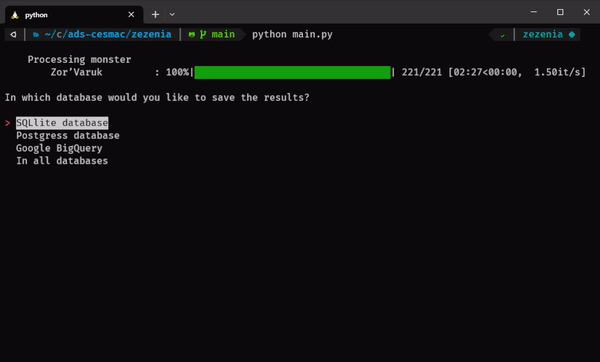 python
~/c/ads-cesmac/zezenia main python main.py zezenia
Processing monster
Zor'Varuk : 100%| | 221/221 [02:27<00:00, 1.50it/s]
In which database would you like to save the results?
> SQLlite database
Postgress database
Google BigQuery
In all databases